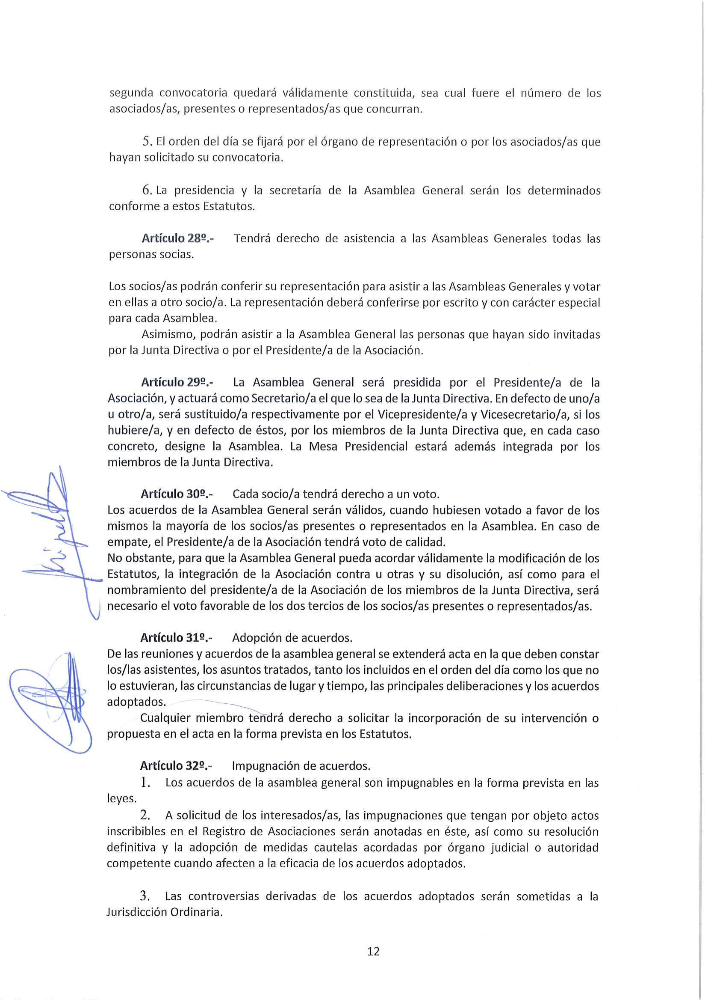 segunda convocatoria quedará válidamente constituida, sea cual fuere el número de los
asociados/as, presentes o representados/as que concurran.
5. El orden del día se fijará por el órgano de representación o por los asociados/as que
hayan solicitado su convocatoria.
6. La presidencia y la secretaría de la Asamblea General serán los determinados
conforme a estos Estatutos.
Artículo 28º.- Tendrá derecho de asistencia a las Asambleas Generales todas las
personas socias.
Los socios/as podrán conferir su representación para asistir a las Asambleas Generales y votar
en ellas a otro socio/a. La representación deberá conferirse por escrito y con carácter especial
para cada Asamblea.
Asimismo, podrán asistir a la Asamblea General las personas que hayan sido invitadas
por la Junta Directiva o por el Presidente/a de la Asociación.
Artículo 29º.- La Asamblea General será presidida por el Presidente/a de la
Asociación, y actuará como Secretario/a el que lo sea de la Junta Directiva. En defecto de uno/a
u otro/a, será sustituido/a respectivamente por el Vicepresidente/a y Vicesecretario/a, si los
hubiere/a, y en defecto de éstos, por los miembros de la Junta Directiva que, en cada caso
concreto, designe la Asamblea. La Mesa Presidencial estará además integrada por los
miembros de la Junta Directiva.
Artículo 30º.- Cada socio/a tendrá derecho a un voto.
Los acuerdos de la Asamblea General serán válidos, cuando hubiesen votado a favor de los
mismos la mayoría de los socios/as presentes o representados en la Asamblea. En caso de
empate, el Presidente/a de la Asociación tendrá voto de calidad.
No obstante, para que la Asamblea General pueda acordar válidamente la modificación de los
Estatutos, la integración de la Asociación contra u otras y su disolución, así como para el
nombramiento del presidente/a de la Asociación de los miembros de la Junta Directiva, será
necesario el voto favorable de los dos tercios de los socios/as presentes o representados/as.
Artículo 31º.- Adopción de acuerdos.
De las reuniones y acuerdos de la asamblea general se extenderá acta en la que deben constar
los/las asistentes, los asuntos tratados, tanto los incluidos en el orden del día como los que no
lo estuvieran, las circunstancias de lugar y tiempo, las principales deliberaciones y los acuerdos
adoptados.
Cualquier miembro tendrá derecho a solicitar la incorporación de su intervención o
propuesta en el acta en la forma prevista en los Estatutos.
Artículo 32º.- Impugnación de acuerdos.
1. Los acuerdos de la asamblea general son impugnables en la forma prevista en las
leyes.
2. A solicitud de los interesados/as, las impugnaciones que tengan por objeto actos
inscribibles en el Registro de Asociaciones serán anotadas en éste, así como su resolución
definitiva y la adopción de medidas cautelas acordadas por órgano judicial o autoridad
competente cuando afecten a la eficacia de los acuerdos adoptados.
3. Las controversias derivadas de los acuerdos adoptados serán sometidas a la
Jurisdicción Ordinaria.
12